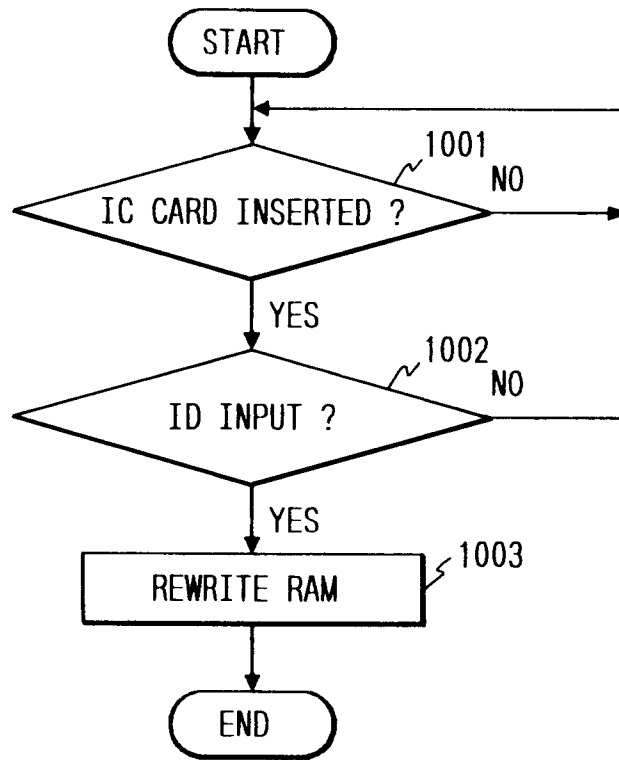 START
1001
NO
IC CARD INSERTED ?
YES
1002
NO
ID INPUT ?
YES
1003
REWRITE RAM
END